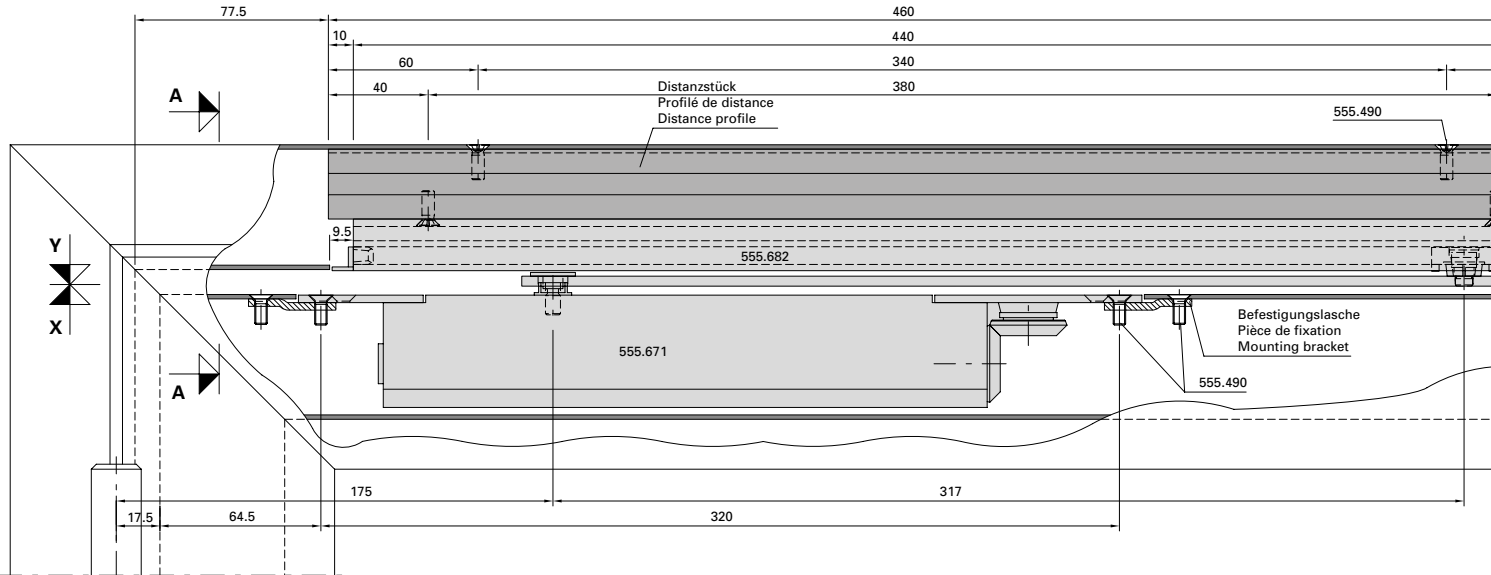 77.5
460
10
440
60
340
40
380
A
Distanzstück
Profilé de distance
Distance profile
555.490
Y
9.5
555.682
X
Befestigungslasche
Pièce de fixation
Mounting bracket
555.671
A
555.490
175
317
17.5
64.5
320